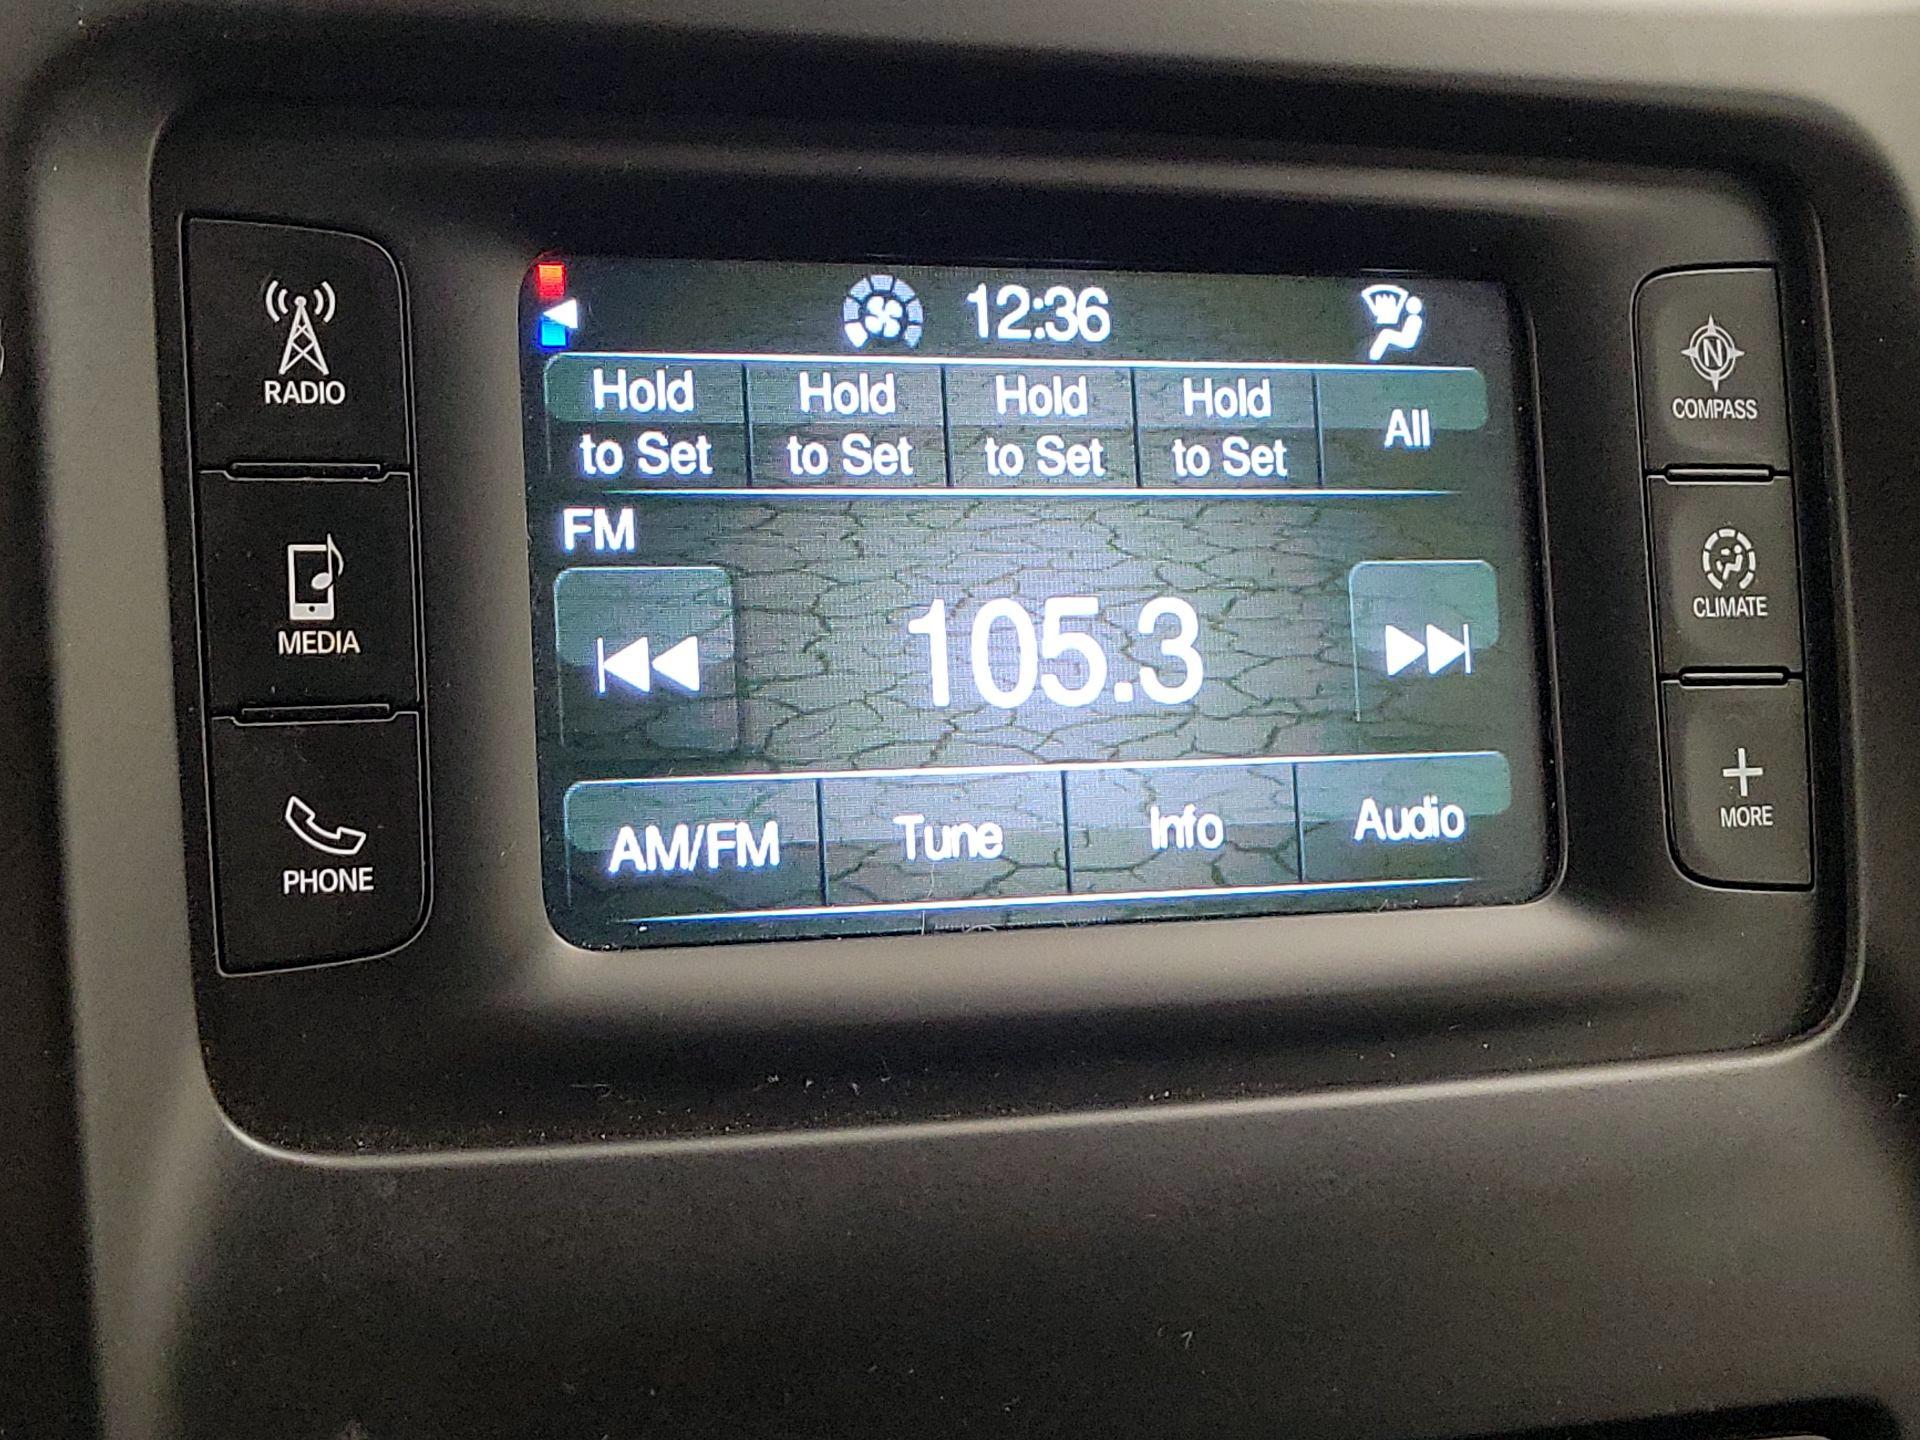 RADIO
MEDIA
PHONE
12:36
Hold
to Set
Hold
to Set
Hold
to Set
Hold
to Set
All
FM
105.3
AM/FM
Tune
Info
Audio
N
COMPASS
CLIMATE
+
MORE